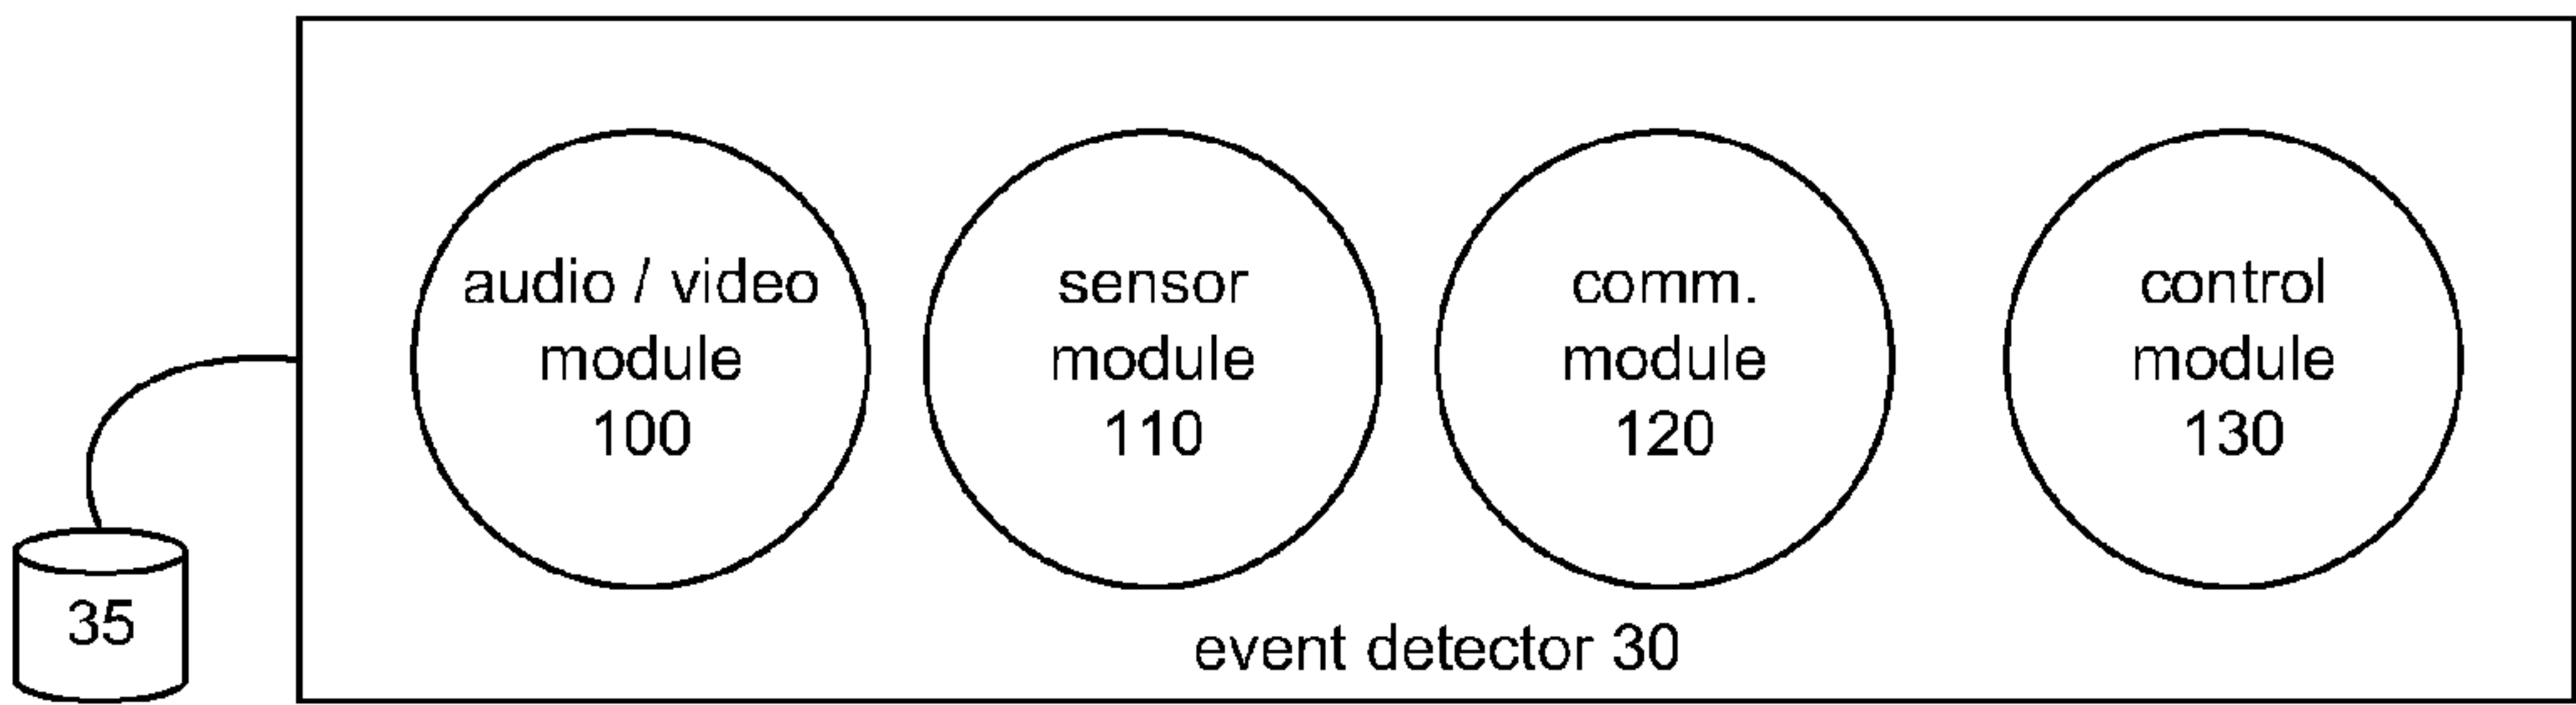 audio / video
module
100
sensor
module
110
comm.
module
120
control
module
130
35
event detector 30